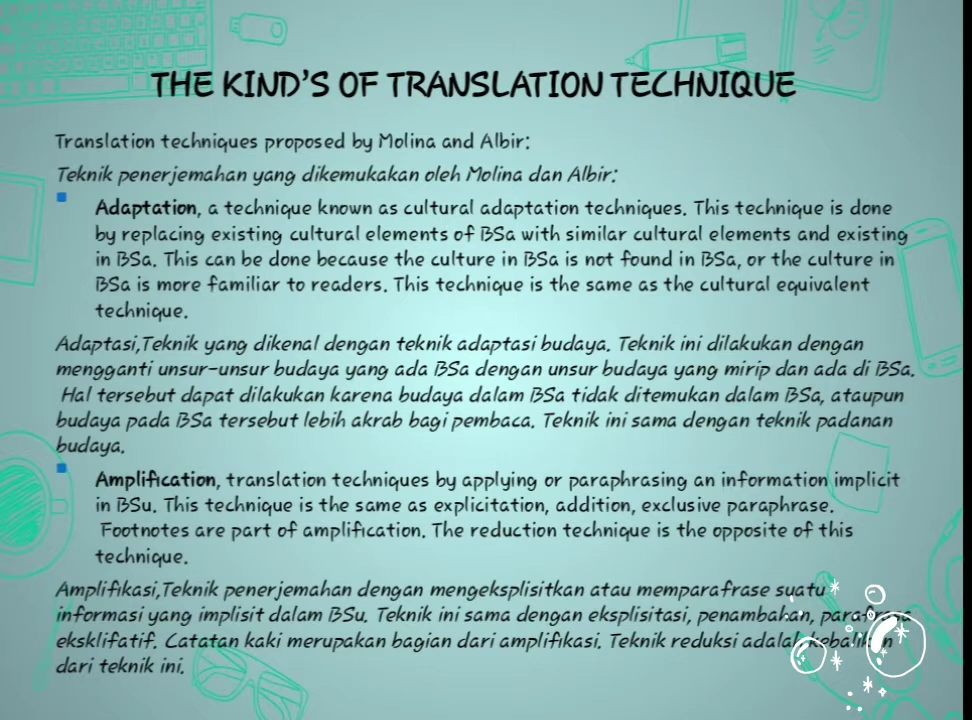 THE KIND'S OF TRANSLATION TECHNIQUE
Translation techniques proposed by Molina and Albir:
Teknik penerjemahan yang dikemukakan oleh Molina dan Albir:
Adaptation, a technique known as cultural adaptation techniques. This technique is done
by replacing existing cultural elements of BSa with similar cultural elements and existing
in BSa. This can be done because the culture in BSa is not found in BSa, or the culture in
BSa is more familiar to readers. This technique is the same as the cultural equivalent
technique.
Adaptasi,Teknik yang dikenal dengan teknik adaptasi budaya. Teknik ini dilakukan dengan
mengganti unsur-unsur budaya yang ada BSa dengan unsur budaya yang mirip dan ada di BSa.
Hal tersebut dapat dilakukan karena budaya dalam BSa tidak ditemukan dalam BSa, ataupun
budaya pada BSa tersebut lebih akrab bagi pembaca. Teknik ini sama dengan teknik padanan
budaya.
Amplification, translation techniques by applying or paraphrasing an information implicit
in BSu. This technique is the same as explicitation, addition, exclusive paraphrase.
Footnotes are part of amplification. The reduction technique is the opposite of this
technique.
Amplifikasi,Teknik penerjemahan dengan mengeksplisitkan atau memparafrase suatu
informasi yang implisit dalam BSu. Teknik ini sama dengan eksplisitasi, penambahan, parafrasa
eksklifatif. Catatan kaki merupakan bagian dari amplifikasi. Teknik reduksi adalah kebalikan
dari teknik ini.